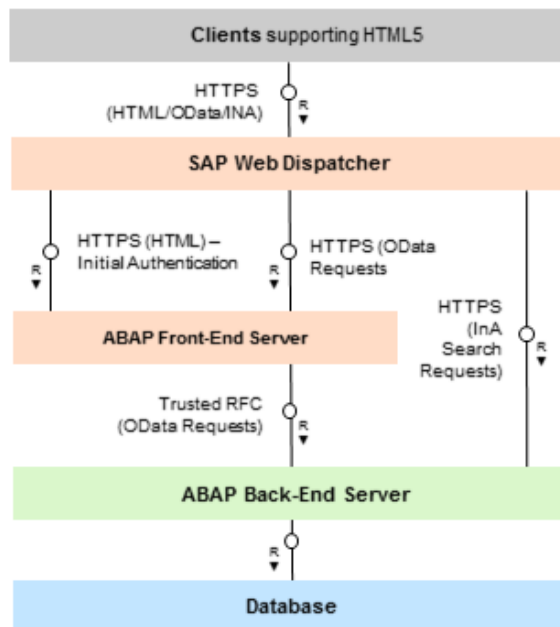 Clients supporting HTML5
HTTPS
(HTML/OData/INA)
R
SAP Web Dispatcher
HTTPS (HTML) –
Initial Authentication
R
HTTPS (OData
Requests
R
HTTPS
(InA
Search
Requests)
R
ABAP Front-End Server
Trusted RFC
(OData Requests)
R
ABAP Back-End Server
R
Database